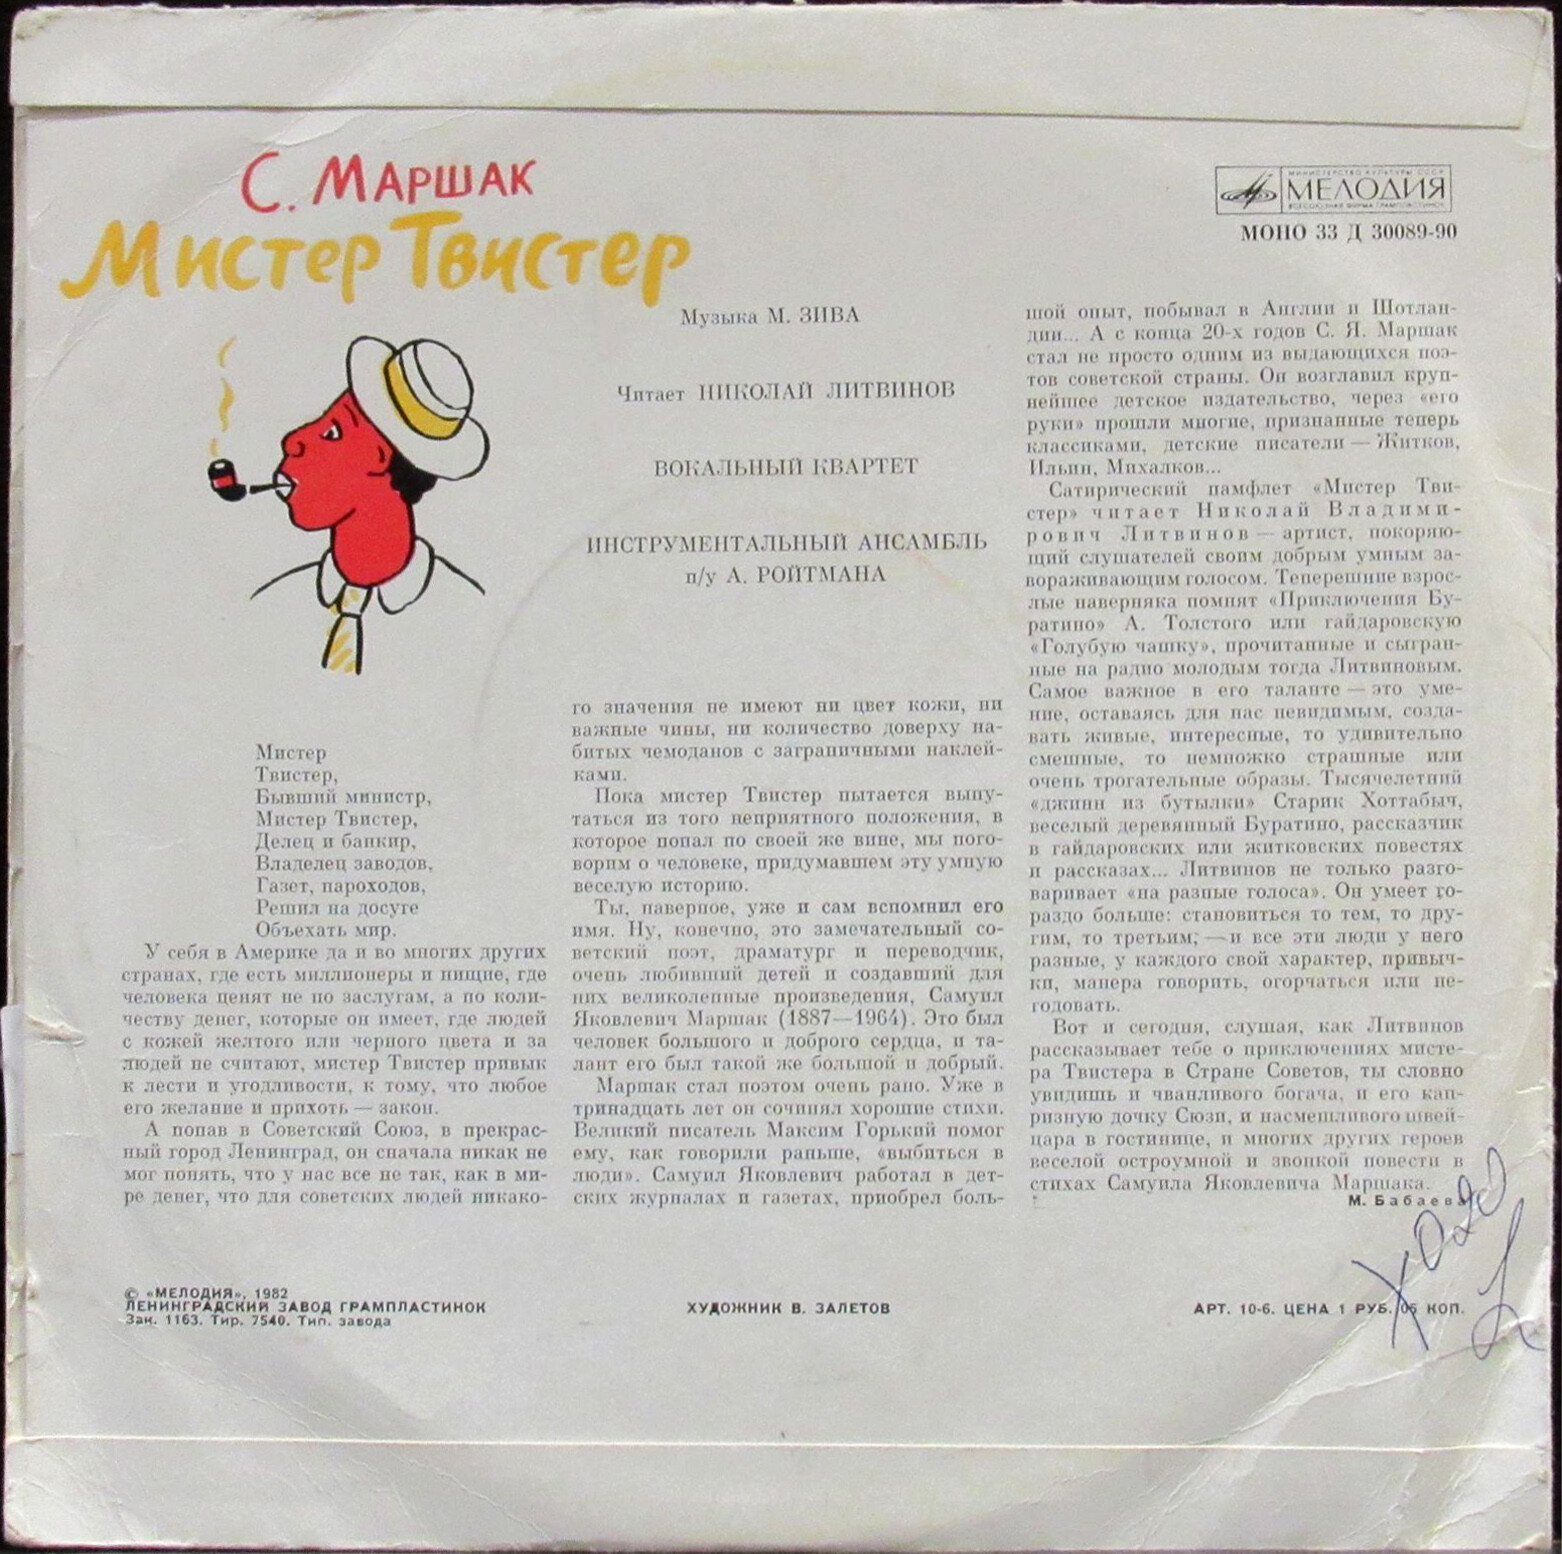 С. МАРШАК
МИСТЕР ТВИСТЕР
МИНИСТЕРСТВО КУЛЬТУРЫ СССР
МЕЛОДИЯ
ВСЕСОЮЗНАЯ ФИРМА ГРАМПЛАСТИНОК
МОНО 33 Д 30089-90
Музыка М. ЗИВА
Читает НИКОЛАЙ ЛИТВИНОВ
ВОКАЛЬНЫЙ КВАРТЕТ
ИНСТРУМЕНТАЛЬНЫЙ АНСАМБЛЬ
п/у А. РОЙТМАНА
Мистер
Твистер,
Бывший министр,
Мистер Твистер,
Делец и банкир,
Владелец заводов,
Газет, пароходов,
Решил на досуге
Объехать мир.
У себя в Америке да и во многих других
странах, где есть миллионеры и нищие, где
человека ценят не по заслугам, а по коли-
честву денег, которые он имеет, где людей
с кожей желтого или черного цвета и за
людей не считают, мистер Твистер привык
к лести и угодливости, к тому, что любое
его желание и прихоть — закон.
А попав в Советский Союз, в прекрас-
ный город Ленинград, он сначала никак не
мог понять, что у нас все не так, как в ми-
ре денег, что для советских людей никако-
го значения не имеют ни цвет кожи, ни
важные чины, ни количество доверху на-
битых чемоданов с заграничными наклей-
ками.
Пока мистер Твистер пытается выпу-
таться из того неприятного положения, в
которое попал по своей же вине, мы пого-
ворим о человеке, придумавшем эту умную
веселую историю.
Ты, наверное, уже и сам вспомнил его
имя. Ну, конечно, это замечательный со-
ветский поэт, драматург и переводчик,
очень любивший детей и создавший для
них великолепные произведения, Самуил
Яковлевич Маршак (1887—1964). Это был
человек большого и доброго сердца, и та-
лант его был такой же большой и добрый.
Маршак стал поэтом очень рано. Уже в
тринадцать лет он сочинял хорошие стихи.
Великий писатель Максим Горький помог
ему, как говорили раньше, «выбиться в
люди». Самуил Яковлевич работал в дет-
ских журналах и газетах, приобрел боль-
шой опыт, побывал в Англии и Шотлан-
дии... А с конца 20-х годов С. Я. Маршак
стал не просто одним из выдающихся поэ-
тов советской страны. Он возглавил круп-
нейшее детское издательство, через «его
руки» прошли многие, признанные теперь
классиками, детские писатели — Житков,
Ильин, Михалков...
Сатирический памфлет «Мистер Тви-
стер» читает Николай Владими-
рович Литвинов — артист, покоряю-
щий слушателей своим добрым умным за-
вораживающим голосом. Теперешние взрос-
лые наверняка помнят «Приключения Бу-
ратино» А. Толстого или гайдаровскую
«Голубую чашку», прочитанные и сыгран-
ные на радио молодым тогда Литвиновым.
Самое важное в его таланте — это уме-
ние, оставаясь для нас невидимым, созда-
вать живые, интересные, то удивительно
смешные, то немножко страшные или
очень трогательные образы. Тысячелетний
«джинн из бутылки» Старик Хоттабыч,
веселый деревянный Буратино, рассказчик
в гайдаровских или житковских повестях
и рассказах... Литвинов не только разго-
варивает «на разные голоса». Он умеет го-
раздо больше: становиться то тем, то дру-
гим, то третьим, — и все эти люди у него
разные, у каждого свой характер, привыч-
ки, манера говорить, огорчаться или не-
годовать.
Вот и сегодня, слушая, как Литвинов
рассказывает тебе о приключениях мисте-
ра Твистера в Стране Советов, ты словно
увидишь и чванливого богача, и его кап-
ризную дочку Сюзи, и насмешливого швей-
цара в гостинице, и многих других героев
веселой остроумной и звонкой повести в
стихах Самуила Яковлевича Маршака.
М. Бабаева
© «МЕЛОДИЯ», 1982
ЛЕНИНГРАДСКИЙ ЗАВОД ГРАМПЛАСТИНОК
Зак. 1163. Тир. 7540. Тип. завода
ХУДОЖНИК В. ЗАЛЕТОВ
АРТ. 10-6. ЦЕНА 1 РУБ. 05 КОП.